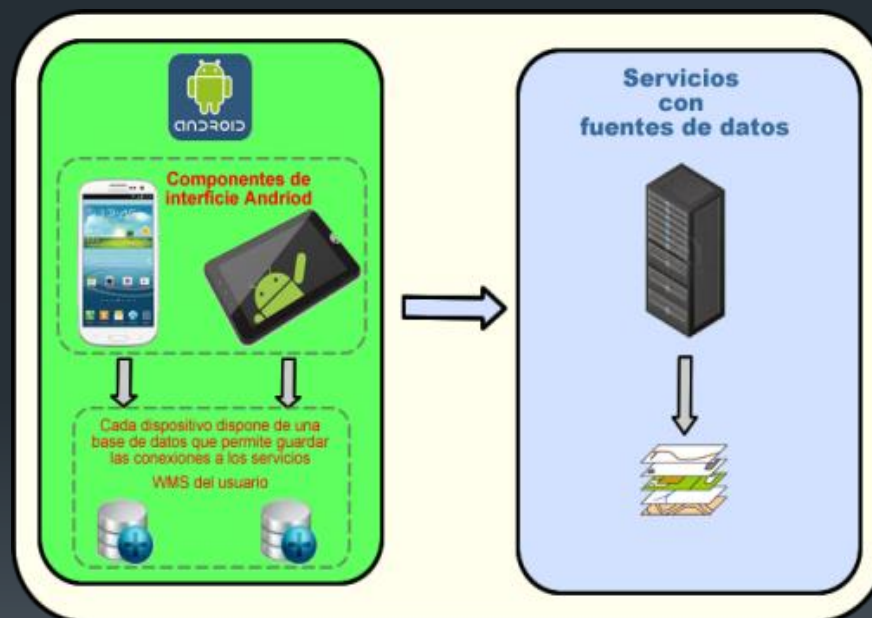 ANDROID
Componentes de
interficie Andriod
Cada dispositivo dispone de una
base de datos que permite guardar
las conexiones a los servicios
WMS del usuario
Servicios
con
fuentes de datos